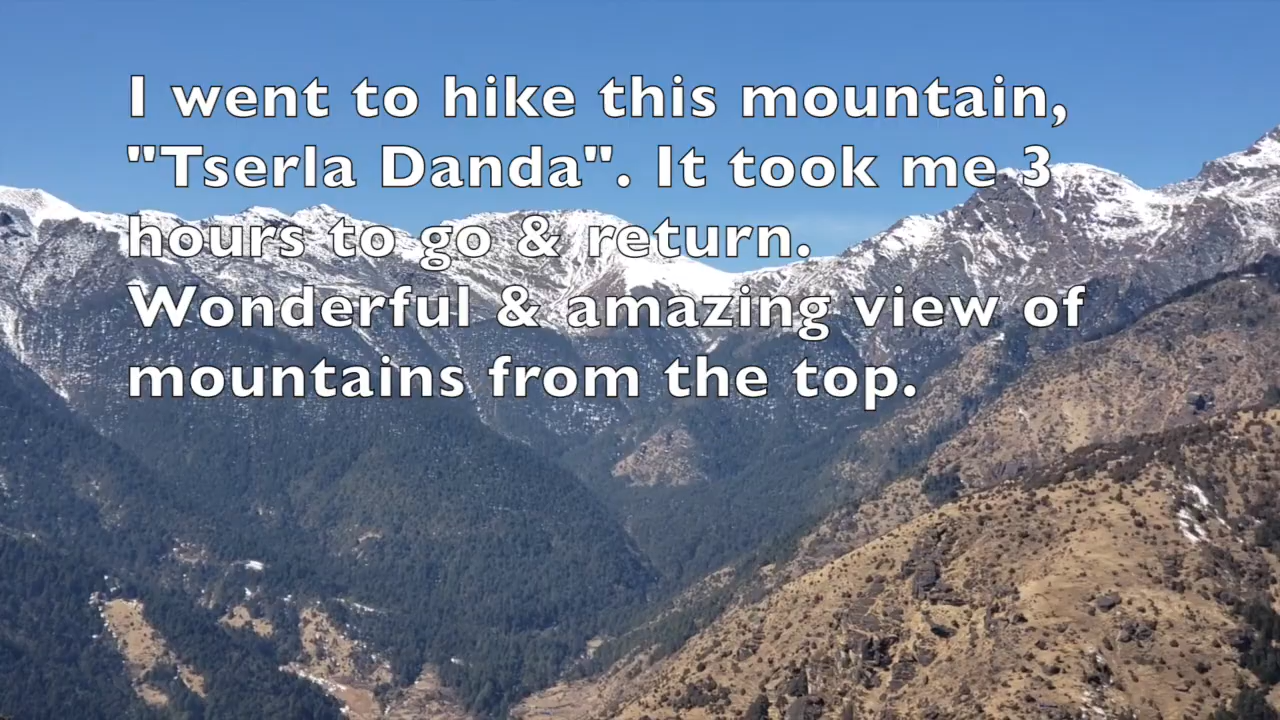 I went to hike this mountain,
"Tserla Danda". It took me 3
hours to go & return.
Wonderful & amazing view of
mountains from the top.